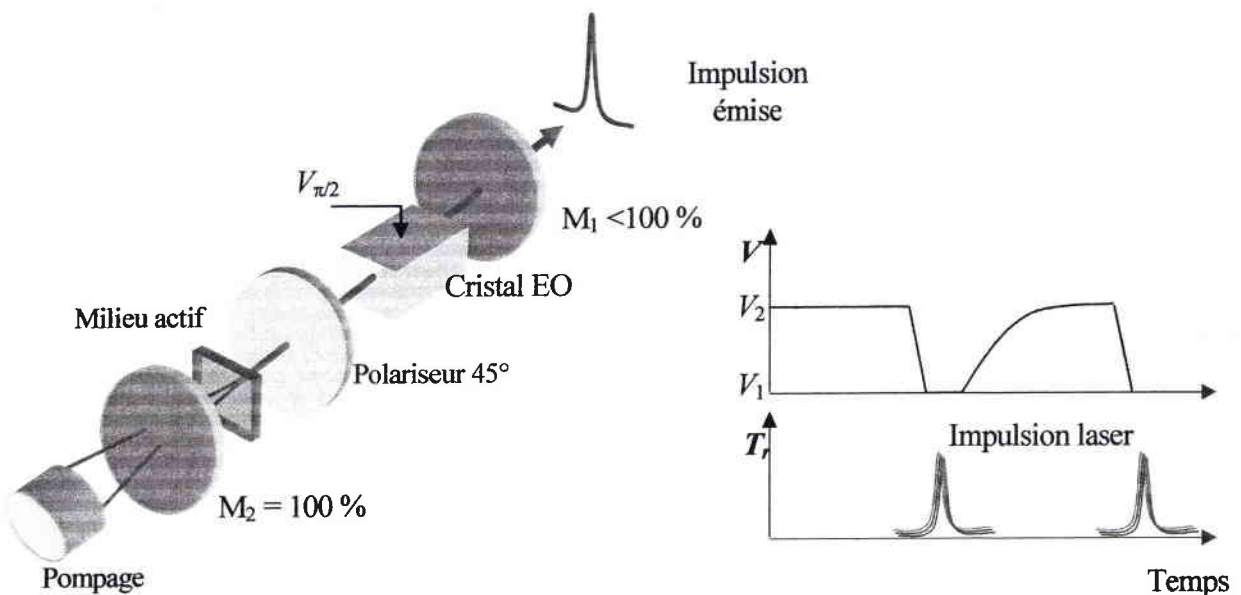 Impulsion
émise
V_{π/2}
M₁ <100 %
Cristal EO
Milieu actif
Polariseur 45°
M₂ = 100 %
Pompage
V
V₂
V₁
T_r
Impulsion laser
Temps